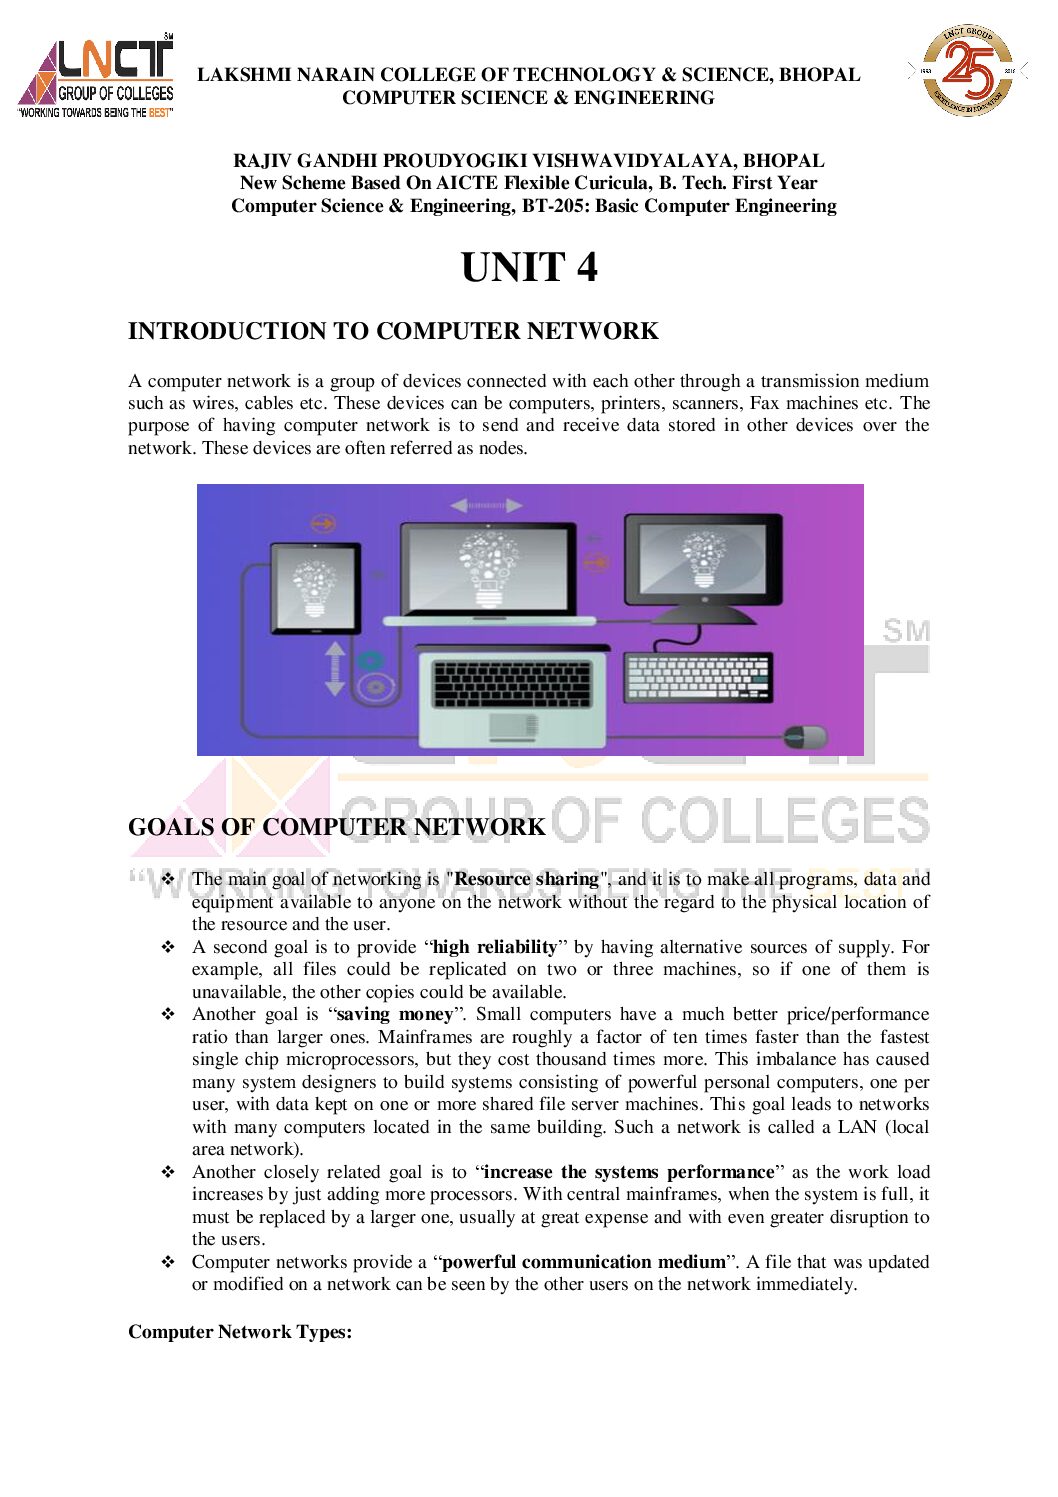 LNCT
SM
GROUP OF COLLEGES
"WORKING TOWARDS BEING THE BEST"
LAKSHMI NARAIN COLLEGE OF TECHNOLOGY & SCIENCE, BHOPAL
COMPUTER SCIENCE & ENGINEERING
LNCT GROUP
25
EXCELLENCE IN EDUCATION
RAJIV GANDHI PROUDYOGIKI VISHWAVIDYALAYA, BHOPAL
New Scheme Based On AICTE Flexible Curicula, B. Tech. First Year
Computer Science & Engineering, BT-205: Basic Computer Engineering
UNIT 4
INTRODUCTION TO COMPUTER NETWORK
A computer network is a group of devices connected with each other through a transmission medium
such as wires, cables etc. These devices can be computers, printers, scanners, Fax machines etc. The
purpose of having computer network is to send and receive data stored in other devices over the
network. These devices are often referred as nodes.
SM
GROUP OF COLLEGES
GOALS OF COMPUTER NETWORK
"WORKING TOWARDS BEING THE BEST"
❖ The main goal of networking is "Resource sharing", and it is to make all programs, data and
equipment available to anyone on the network without the regard to the physical location of
the resource and the user.
❖ A second goal is to provide “high reliability” by having alternative sources of supply. For
example, all files could be replicated on two or three machines, so if one of them is
unavailable, the other copies could be available.
❖ Another goal is “saving money”. Small computers have a much better price/performance
ratio than larger ones. Mainframes are roughly a factor of ten times faster than the fastest
single chip microprocessors, but they cost thousand times more. This imbalance has caused
many system designers to build systems consisting of powerful personal computers, one per
user, with data kept on one or more shared file server machines. This goal leads to networks
with many computers located in the same building. Such a network is called a LAN (local
area network).
❖ Another closely related goal is to “increase the systems performance” as the work load
increases by just adding more processors. With central mainframes, when the system is full, it
must be replaced by a larger one, usually at great expense and with even greater disruption to
the users.
❖ Computer networks provide a “powerful communication medium”. A file that was updated
or modified on a network can be seen by the other users on the network immediately.
Computer Network Types: